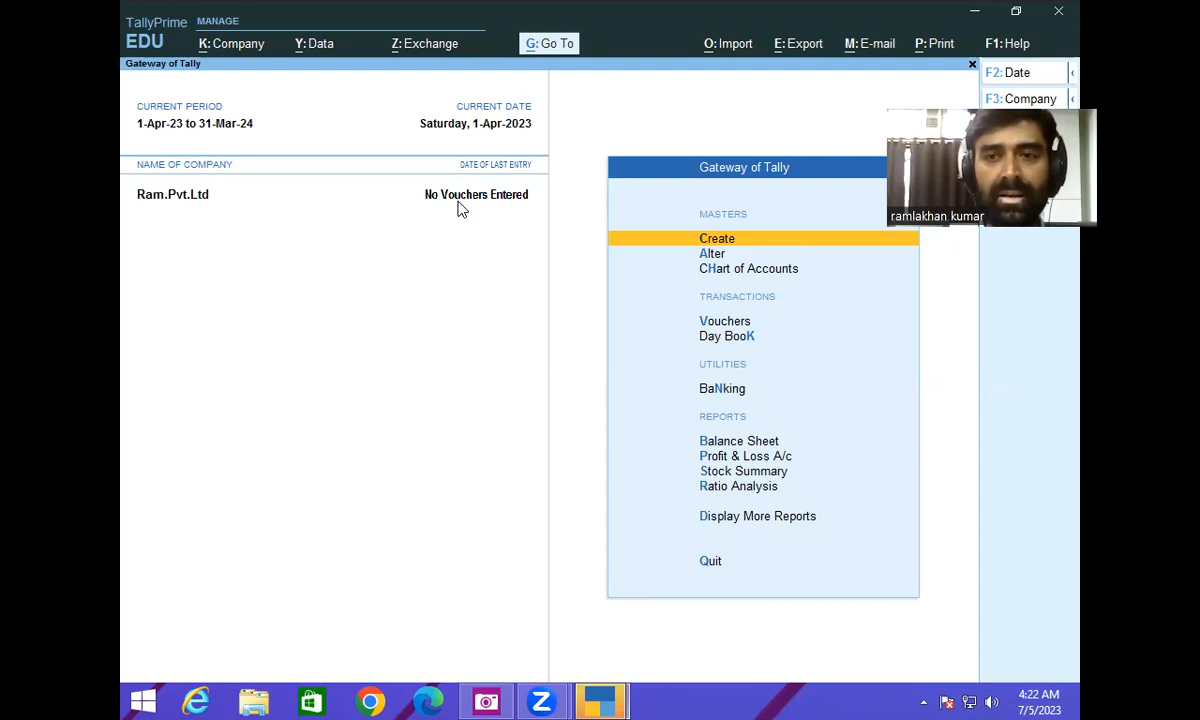 TallyPrime MANAGE
EDU K: Company Y: Data Z: Exchange G: Go To O: Import E: Export M: E-mail P: Print F1: Help
Gateway of Tally x F2: Date
F3: Company
CURRENT PERIOD CURRENT DATE
1-Apr-23 to 31-Mar-24 Saturday, 1-Apr-2023
NAME OF COMPANY DATE OF LAST ENTRY
Ram.Pvt.Ltd No Vouchers Entered
Gateway of Tally
MASTERS
Create
Alter
CHart of Accounts
TRANSACTIONS
Vouchers
Day BooK
UTILITIES
BaNking
REPORTS
Balance Sheet
Profit & Loss A/c
Stock Summary
Ratio Analysis
Display More Reports
Quit
ramlakhan kumar
4:22 AM
7/5/2023